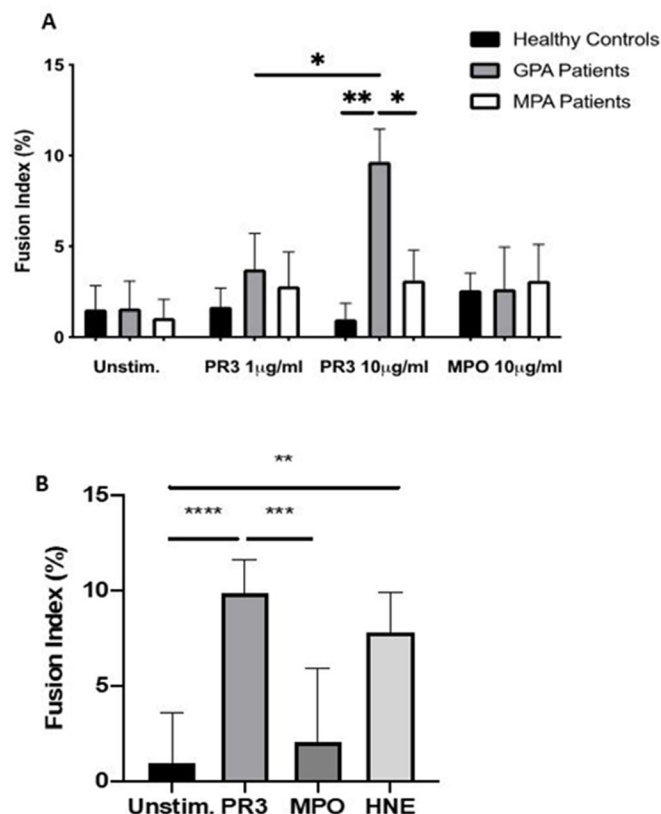 A
Healthy Controls
GPA Patients
MPA Patients
Fusion Index (%)
15
10
5
0
*
** *
Unstim. PR3 1μg/ml PR3 10μg/ml MPO 10μg/ml
B
Fusion Index (%)
15
10
5
0
**
**** ***
Unstim. PR3 MPO HNE